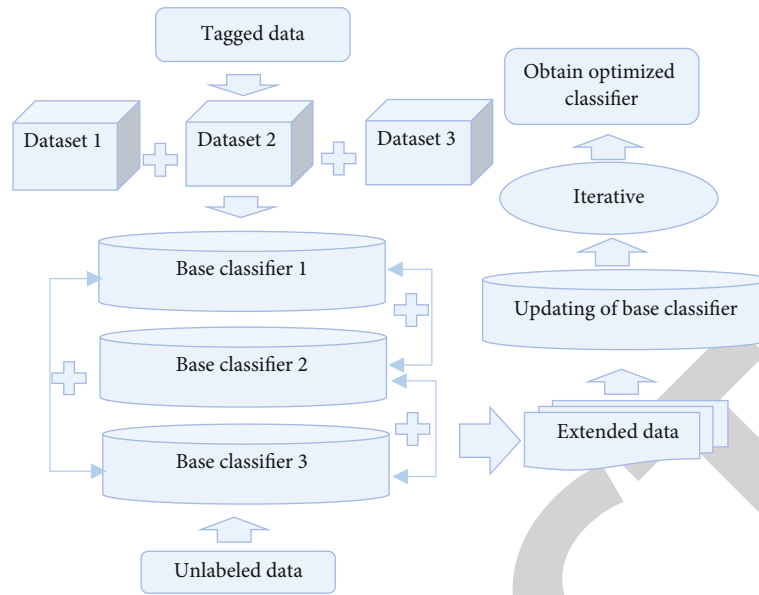 Tagged data
Dataset 1
Dataset 2
Dataset 3
Base classifier 1
Base classifier 2
Base classifier 3
Unlabeled data
Extended data
Updating of base classifier
Iterative
Obtain optimized
classifier